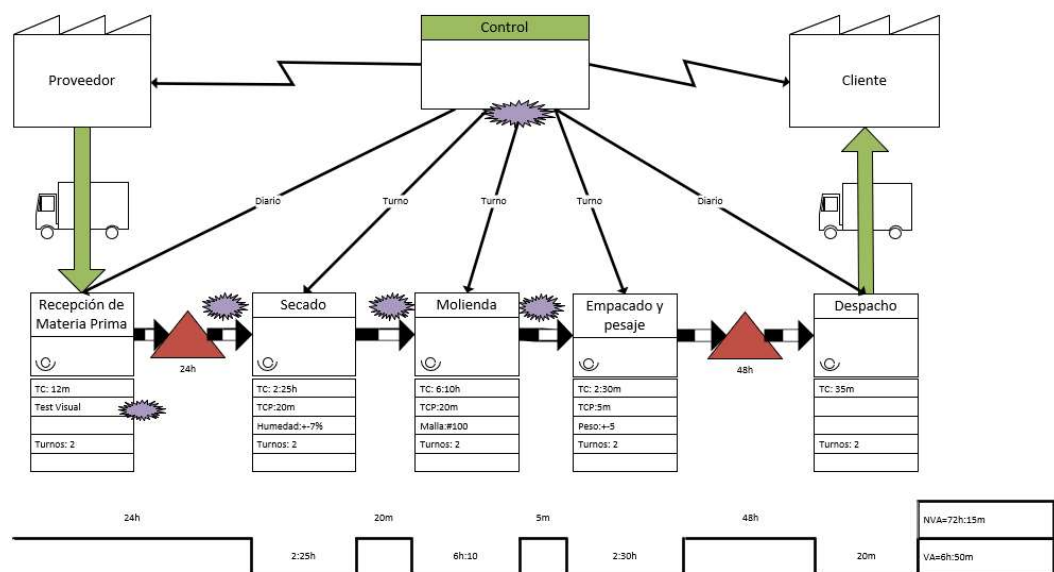 Control
Proveedor
Cliente
Diario
Turno
Turno
Turno
Diario
Recepción de
Materia Prima
Secado
Molienda
Empacado y
pesaje
Despacho
24h
48h
TC: 12m
Test Visual
Turnos: 2
TC: 2:25h
TCP:20m
Humedad:+-7%
Turnos: 2
TC: 6:10h
TCP:20m
Malla:#100
Turnos: 2
TC: 2:30m
TCP:5m
Peso:+-5
Turnos: 2
TC: 35m
Turnos: 2
24h
20m
5m
48h
NVA=72h:15m
2:25h
6h:10
2:30h
20m
VA=6h:50m